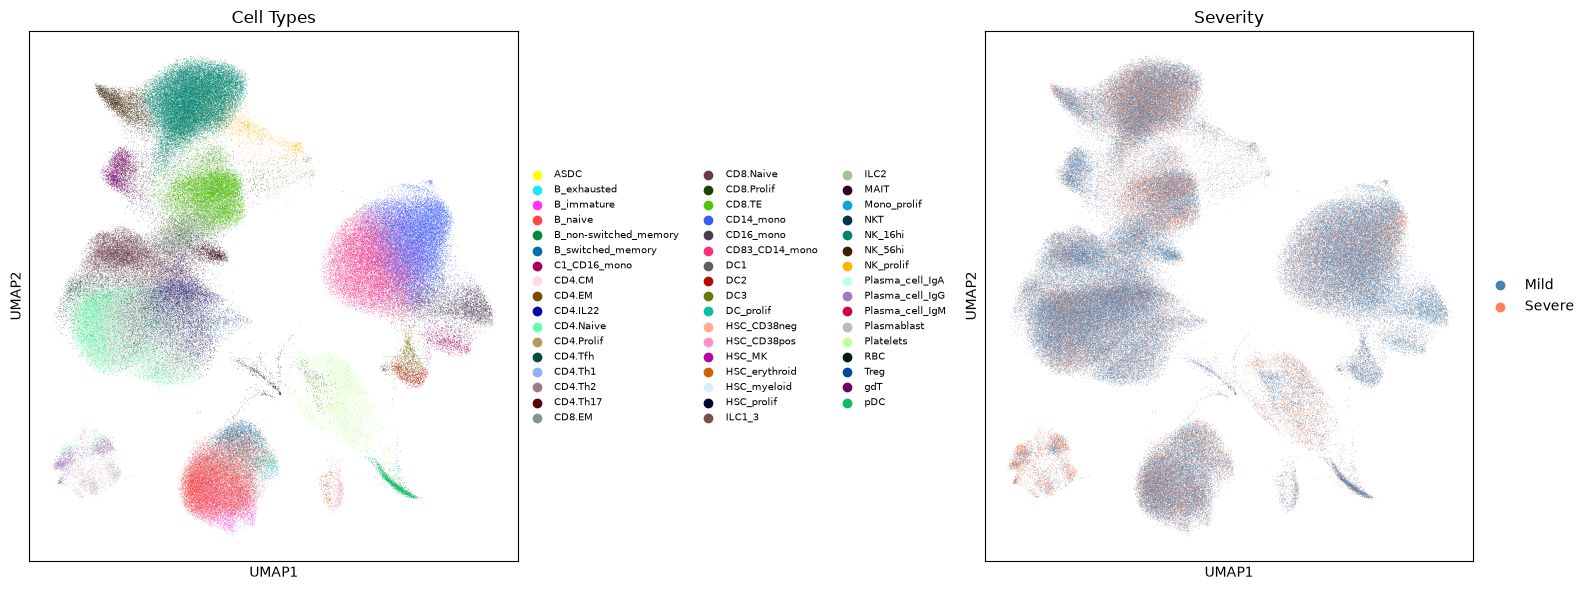 Cell Types
UMAP2
UMAP1
ASDC
B_exhausted
B_immature
B_naive
B_non-switched_memory
B_switched_memory
C1_CD16_mono
CD4.CM
CD4.EM
CD4.IL22
CD4.Naive
CD4.Prolif
CD4.Tfh
CD4.Th1
CD4.Th2
CD4.Th17
CD8.EM
CD8.Naive
CD8.Prolif
CD8.TE
CD14_mono
CD16_mono
CD83_CD14_mono
DC1
DC2
DC3
DC_prolif
HSC_CD38neg
HSC_CD38pos
HSC_MK
HSC_erythroid
HSC_myeloid
HSC_prolif
ILC1_3
ILC2
MAIT
Mono_prolif
NKT
NK_16hi
NK_56hi
NK_prolif
Plasma_cell_IgA
Plasma_cell_IgG
Plasma_cell_IgM
Plasmablast
Platelets
RBC
Treg
gdT
pDC
Severity
UMAP2
UMAP1
Mild
Severe